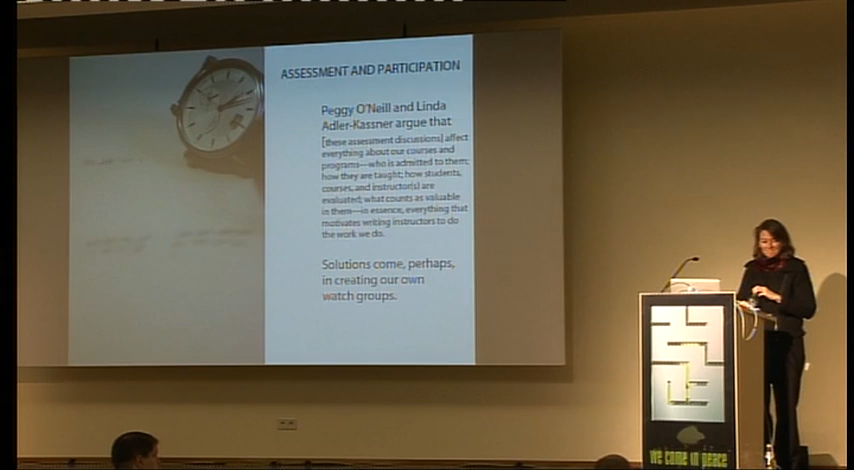 ASSESSMENT AND PARTICIPATION
Peggy O'Neill and Linda
Adler-Kassner argue that
[these assessment discussions] affect
everything about our courses and
programs—who is admitted to them;
how they are taught; how students,
courses, and instructor(s) are
evaluated; what counts as valuable
in them—in essence, everything that
motivates writing instructors to do
the work we do.
Solutions come, perhaps,
in creating our own
watch groups.
we come in peace